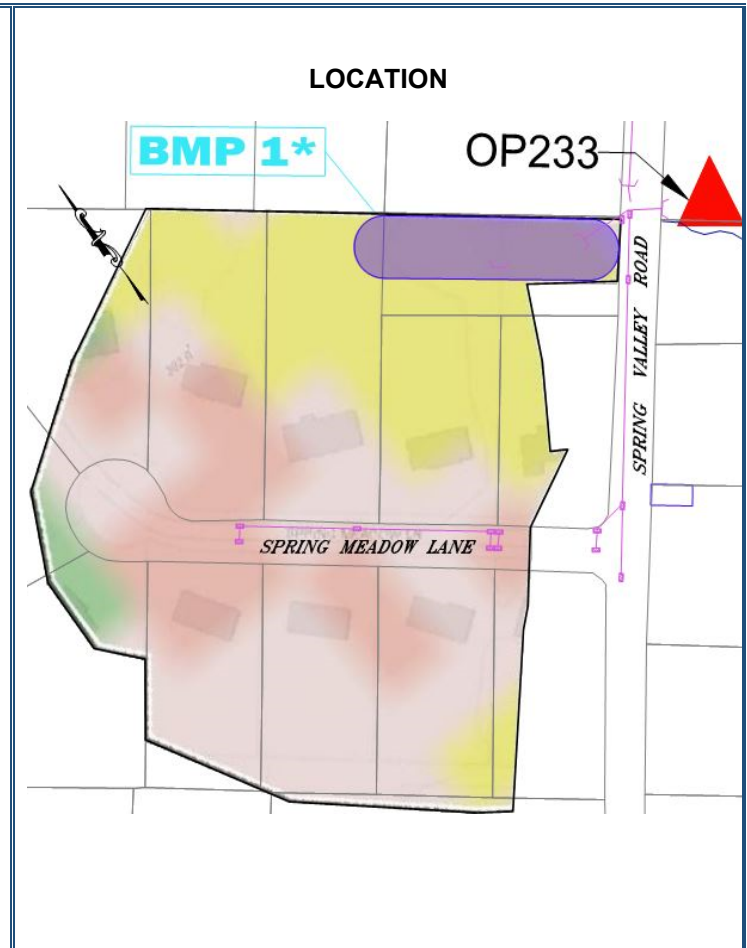 LOCATION
BMP 1*
OP233
SPRING VALLEY ROAD
SPRING MEADOW LANE